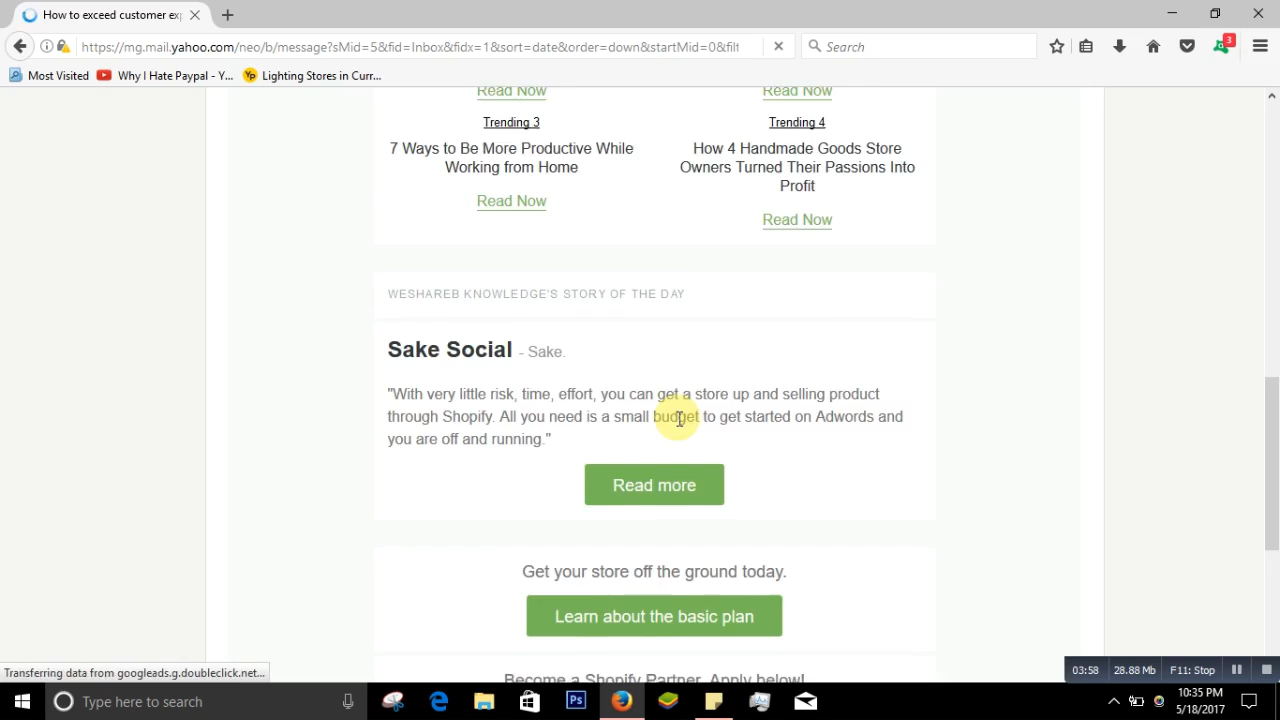 How to exceed customer exp
https://mg.mail.yahoo.com/neo/b/message?sMid=5&fid=Inbox&fidx=1&sort=date&order=down&startMid=0&filt
Search
3
Most Visited
Why I Hate Paypal - Y...
Lighting Stores in Curr...
Read Now
Read Now
Trending 3
Trending 4
7 Ways to Be More Productive While
Working from Home
How 4 Handmade Goods Store
Owners Turned Their Passions Into
Profit
Read Now
Read Now
WESHAREB KNOWLEDGE'S STORY OF THE DAY
Sake Social - Sake.
"With very little risk, time, effort, you can get a store up and selling product
through Shopify. All you need is a small budget to get started on Adwords and
you are off and running."
Read more
Get your store off the ground today.
Learn about the basic plan
Become a Shopify Partner. Apply below!
Transferring data from googleads.g.doubleclick.net...
03:58
28.88 Mb
F11: Stop
Type here to search
10:35 PM
5/18/2017